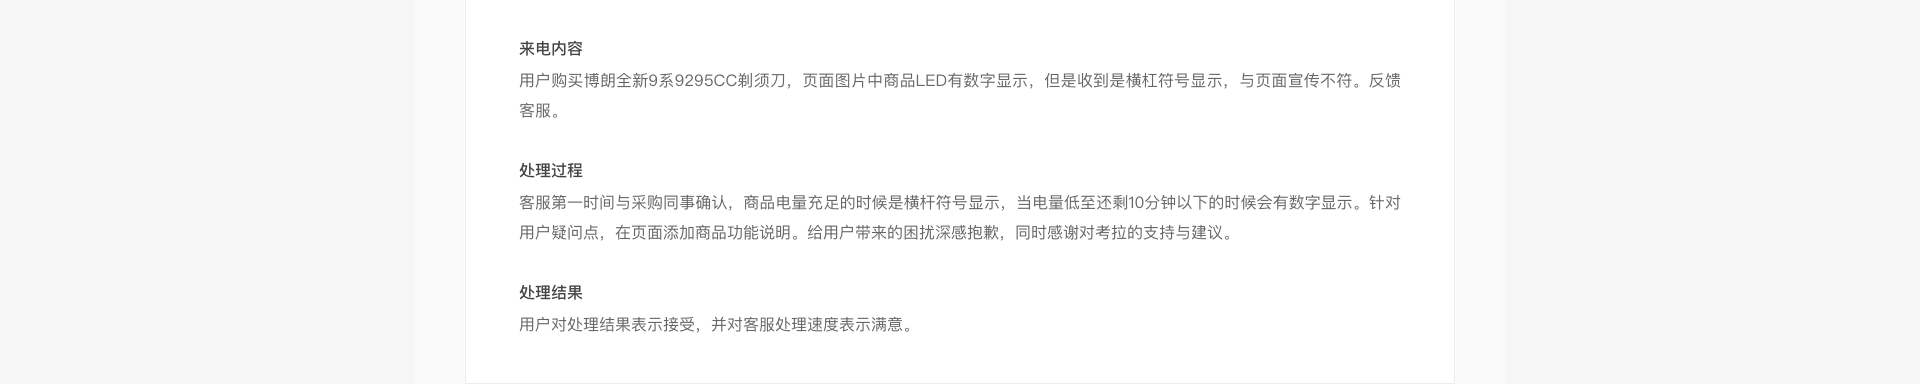 来电内容
用户购买博朗全新9系9295CC剃须刀，页面图片中商品LED有数字显示，但是收到是横杠符号显示，与页面宣传不符。反馈
客服。
处理过程
客服第一时间与采购同事确认，商品电量充足的时候是横杆符号显示，当电量低至还剩10分钟以下的时候会有数字显示。针对
用户疑问点，在页面添加商品功能说明。给用户带来的困扰深感抱歉，同时感谢对考拉的支持与建议。
处理结果
用户对处理结果表示接受，并对客服处理速度表示满意。